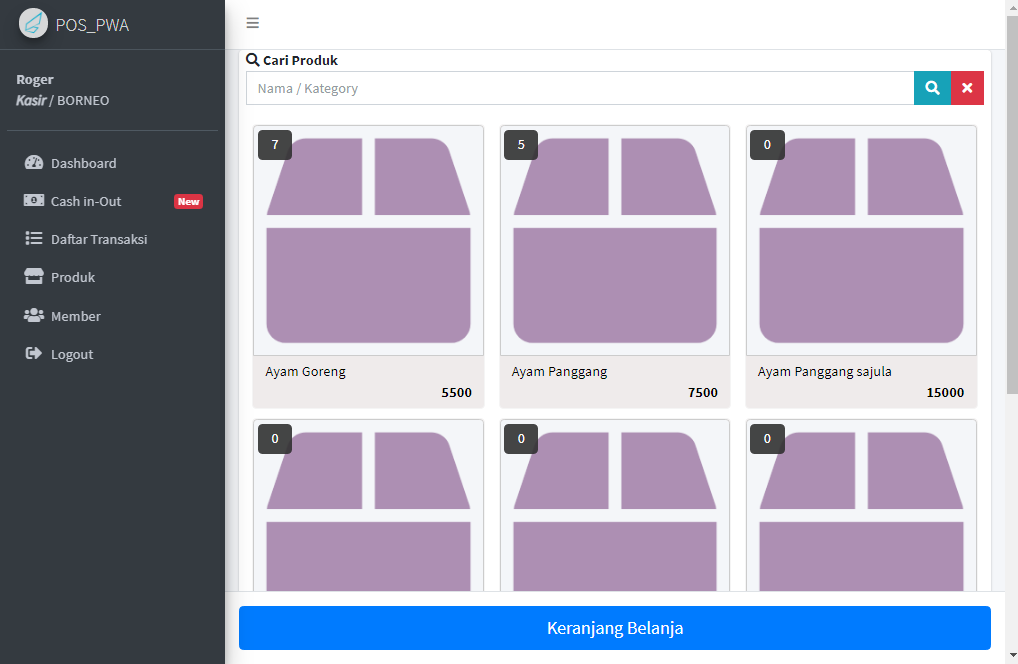 POS_PWA
Roger
Kasir / BORNEO
Dashboard
Cash in-Out New
Daftar Transaksi
Produk
Member
Logout
Cari Produk
Nama / Kategory
7 5 0
Ayam Goreng Ayam Panggang Ayam Panggang sajula
5500 7500 15000
0 0 0
Keranjang Belanja